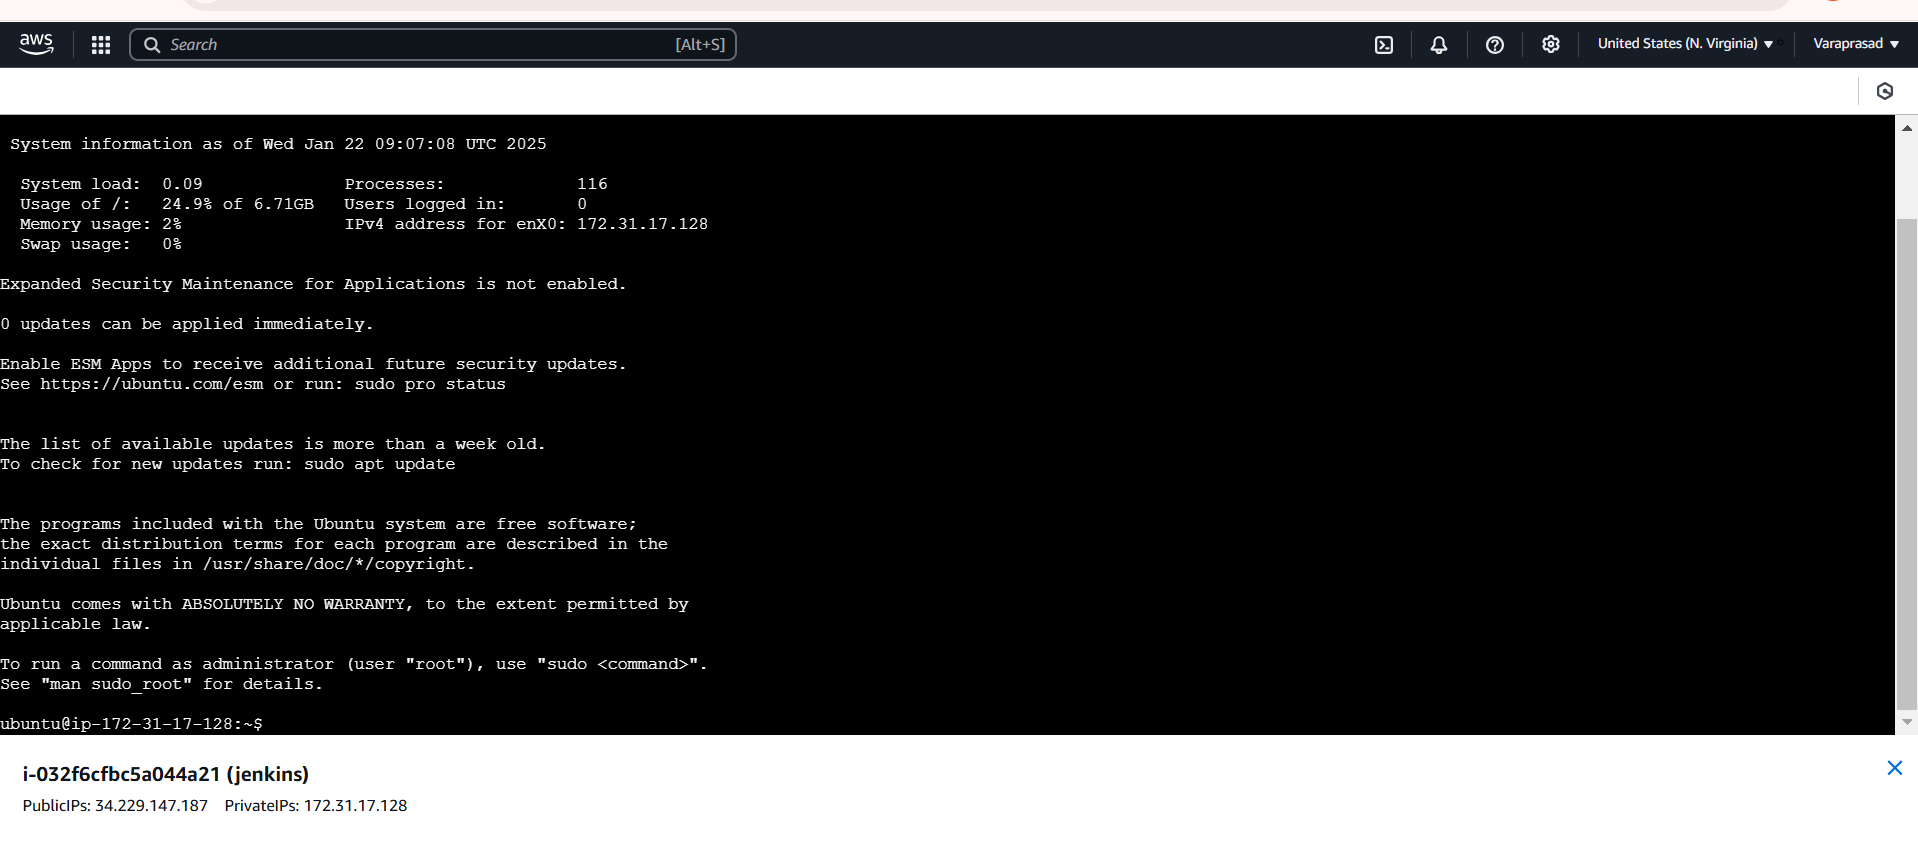 aws
Search [Alt+S]
United States (N. Virginia) Varaprasad
System information as of Wed Jan 22 09:07:08 UTC 2025
System load: 0.09 Processes: 116
Usage of /: 24.9% of 6.71GB Users logged in: 0
Memory usage: 2% IPv4 address for enX0: 172.31.17.128
Swap usage: 0%
Expanded Security Maintenance for Applications is not enabled.
0 updates can be applied immediately.
Enable ESM Apps to receive additional future security updates.
See https://ubuntu.com/esm or run: sudo pro status
The list of available updates is more than a week old.
To check for new updates run: sudo apt update
The programs included with the Ubuntu system are free software;
the exact distribution terms for each program are described in the
individual files in /usr/share/doc/*/copyright.
Ubuntu comes with ABSOLUTELY NO WARRANTY, to the extent permitted by
applicable law.
To run a command as administrator (user "root"), use "sudo <command>".
See "man sudo_root" for details.
ubuntu@ip-172-31-17-128:~$
i-032f6cfbc5a044a21 (jenkins)
PublicIPs: 34.229.147.187 PrivateIPs: 172.31.17.128